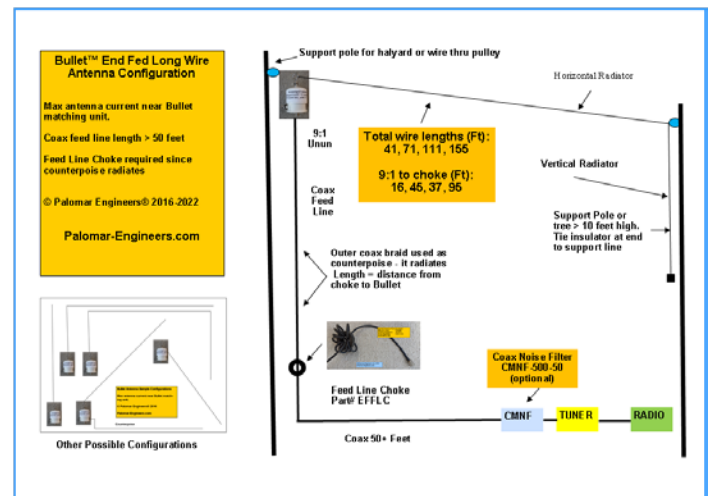 Bullet™ End Fed Long Wire
Antenna Configuration
Max antenna current near Bullet
matching unit.
Coax feed line length > 50 feet
Feed Line Choke required since
counterpoise radiates
© Palomar Engineers® 2016-2022
Palomar-Engineers.com
Support pole for halyard or wire thru pulley
Horizontal Radiator
9:1
Unun
Total wire lengths (Ft):
41, 71, 111, 155
9:1 to choke (Ft):
16, 45, 37, 95
Vertical Radiator
Coax
Feed
Line
Support Pole or
tree > 10 feet high.
Tie insulator at end
to support line
Outer coax braid used as
counterpoise - it radiates
Length = distance from
choke to Bullet
Feed Line Choke
Part# EFFLC
Coax Noise Filter
CMNF-500-50
(optional)
CMNF
TUNER
RADIO
Coax 50+ Feet
Other Possible Configurations